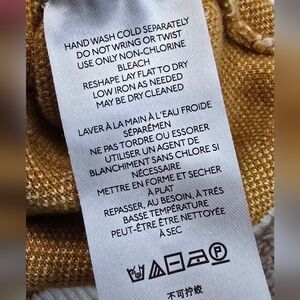 HAND WASH COLD SEPARATELY
DO NOT WRING OR TWIST
USE ONLY NON-CHLORINE
BLEACH
RESHAPE LAY FLAT TO DRY
LOW IRON AS NEEDED
MAY BE DRY CLEANED
LAVER À LA MAIN À L'EAU FROIDE
SÉPARÉMEN
NE PAS TORDRE OU ESSORER
UTILISER UN AGENT DE
BLANCHIMENT SANS CHLORE SI
NÉCESSAIRE
METTRE EN FORME ET SECHER
À PLAT
REPASSER, AU BESOIN, À TRÉS
BASSE TEMPÉRATURE
PEUT-ÊTRE ÊTRE NETTOYÉE
À SEC
不可拧绞